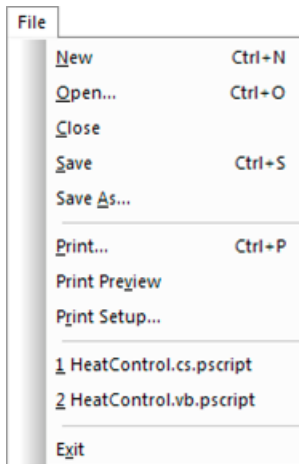 File
New Ctrl+N
Open... Ctrl+O
Close
Save Ctrl+S
Save As...
Print... Ctrl+P
Print Preview
Print Setup...
1 HeatControl.cs.pscript
2 HeatControl.vb.pscript
Exit